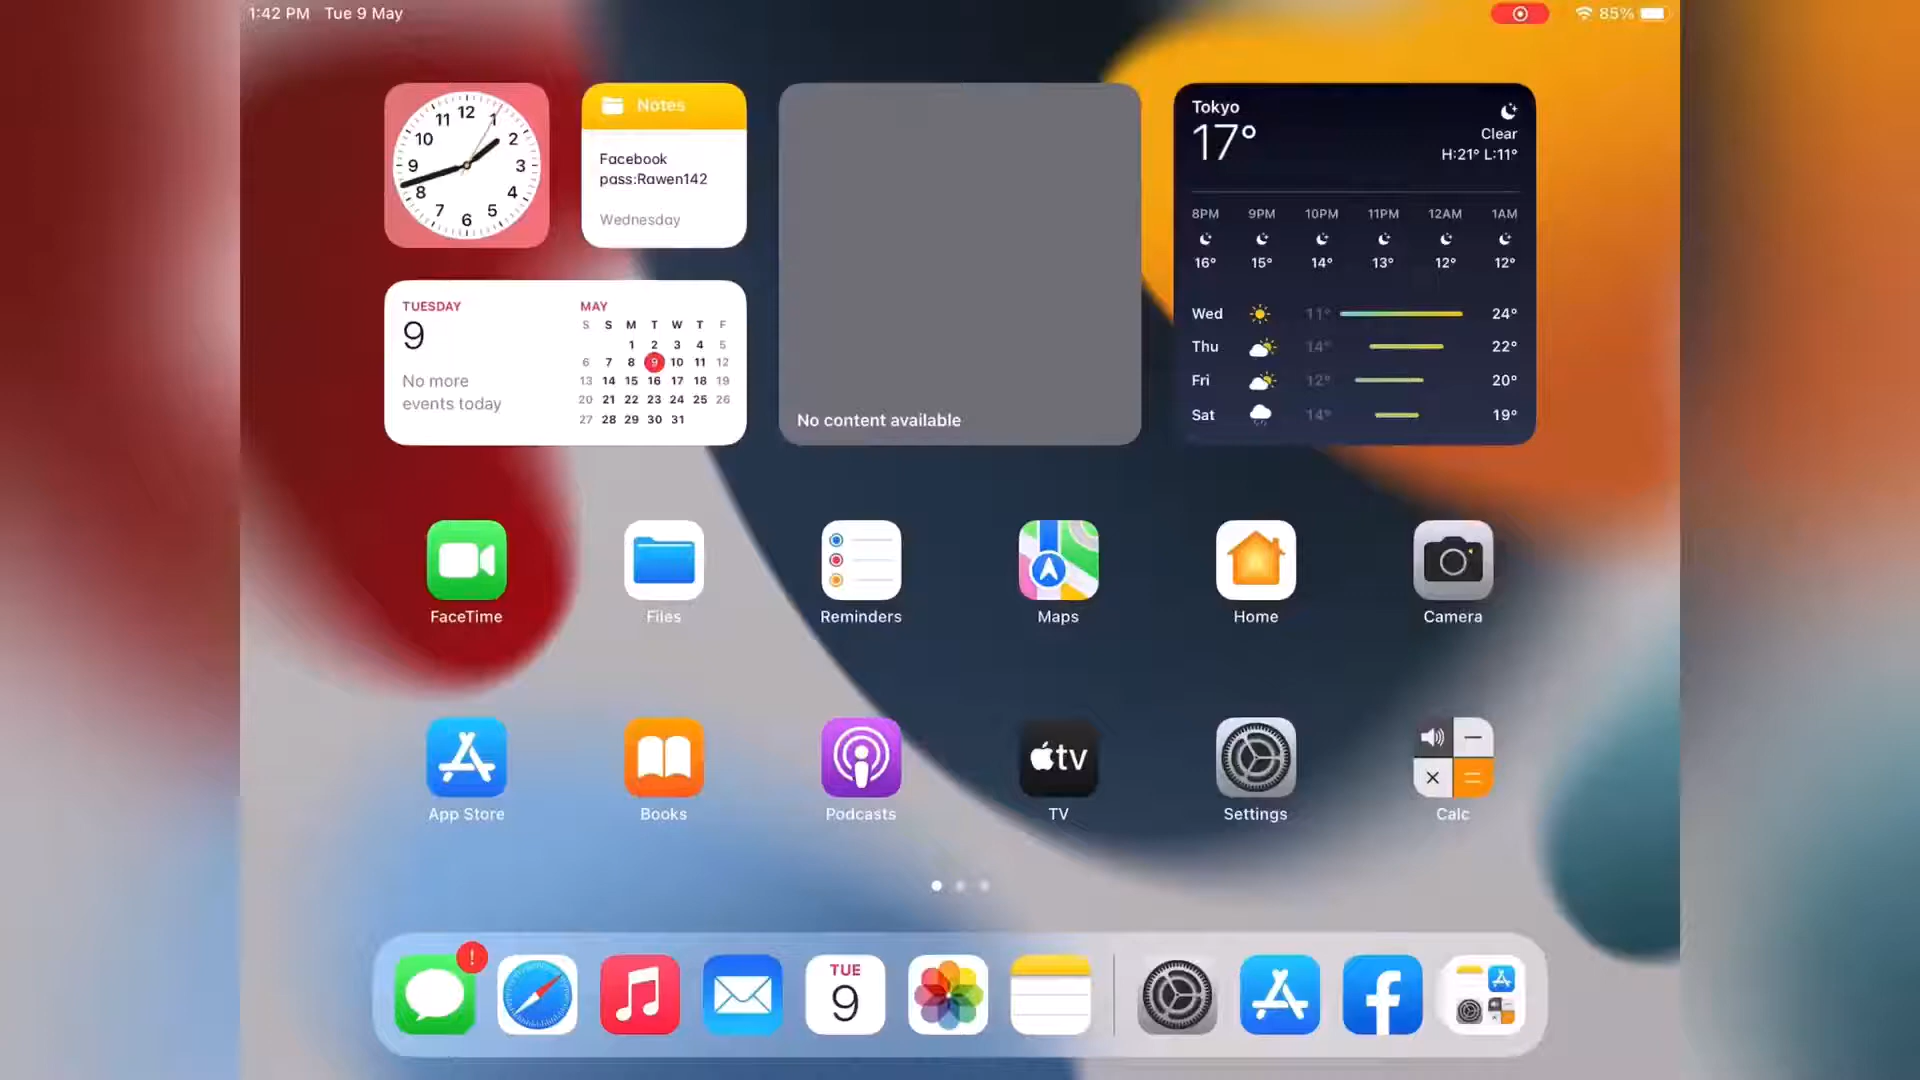 1:42 PM Tue 9 May
85%
12
1
2
3
4
5
6
7
8
9
10
11
Notes
Facebook
pass:Rawen142
Wednesday
TUESDAY
9
No more
events today
MAY
S S M T W T F
1 2 3 4 5
6 7 8 9 10 11 12
13 14 15 16 17 18 19
20 21 22 23 24 25 26
27 28 29 30 31
No content available
Tokyo
17°
Clear
H:21° L:11°
8PM 9PM 10PM 11PM 12AM 1AM
16° 15° 14° 13° 12° 12°
Wed 11° 24°
Thu 14° 22°
Fri 12° 20°
Sat 14° 19°
FaceTime Files Reminders Maps Home Camera
tv
App Store Books Podcasts TV Settings Calc
!
TUE
9